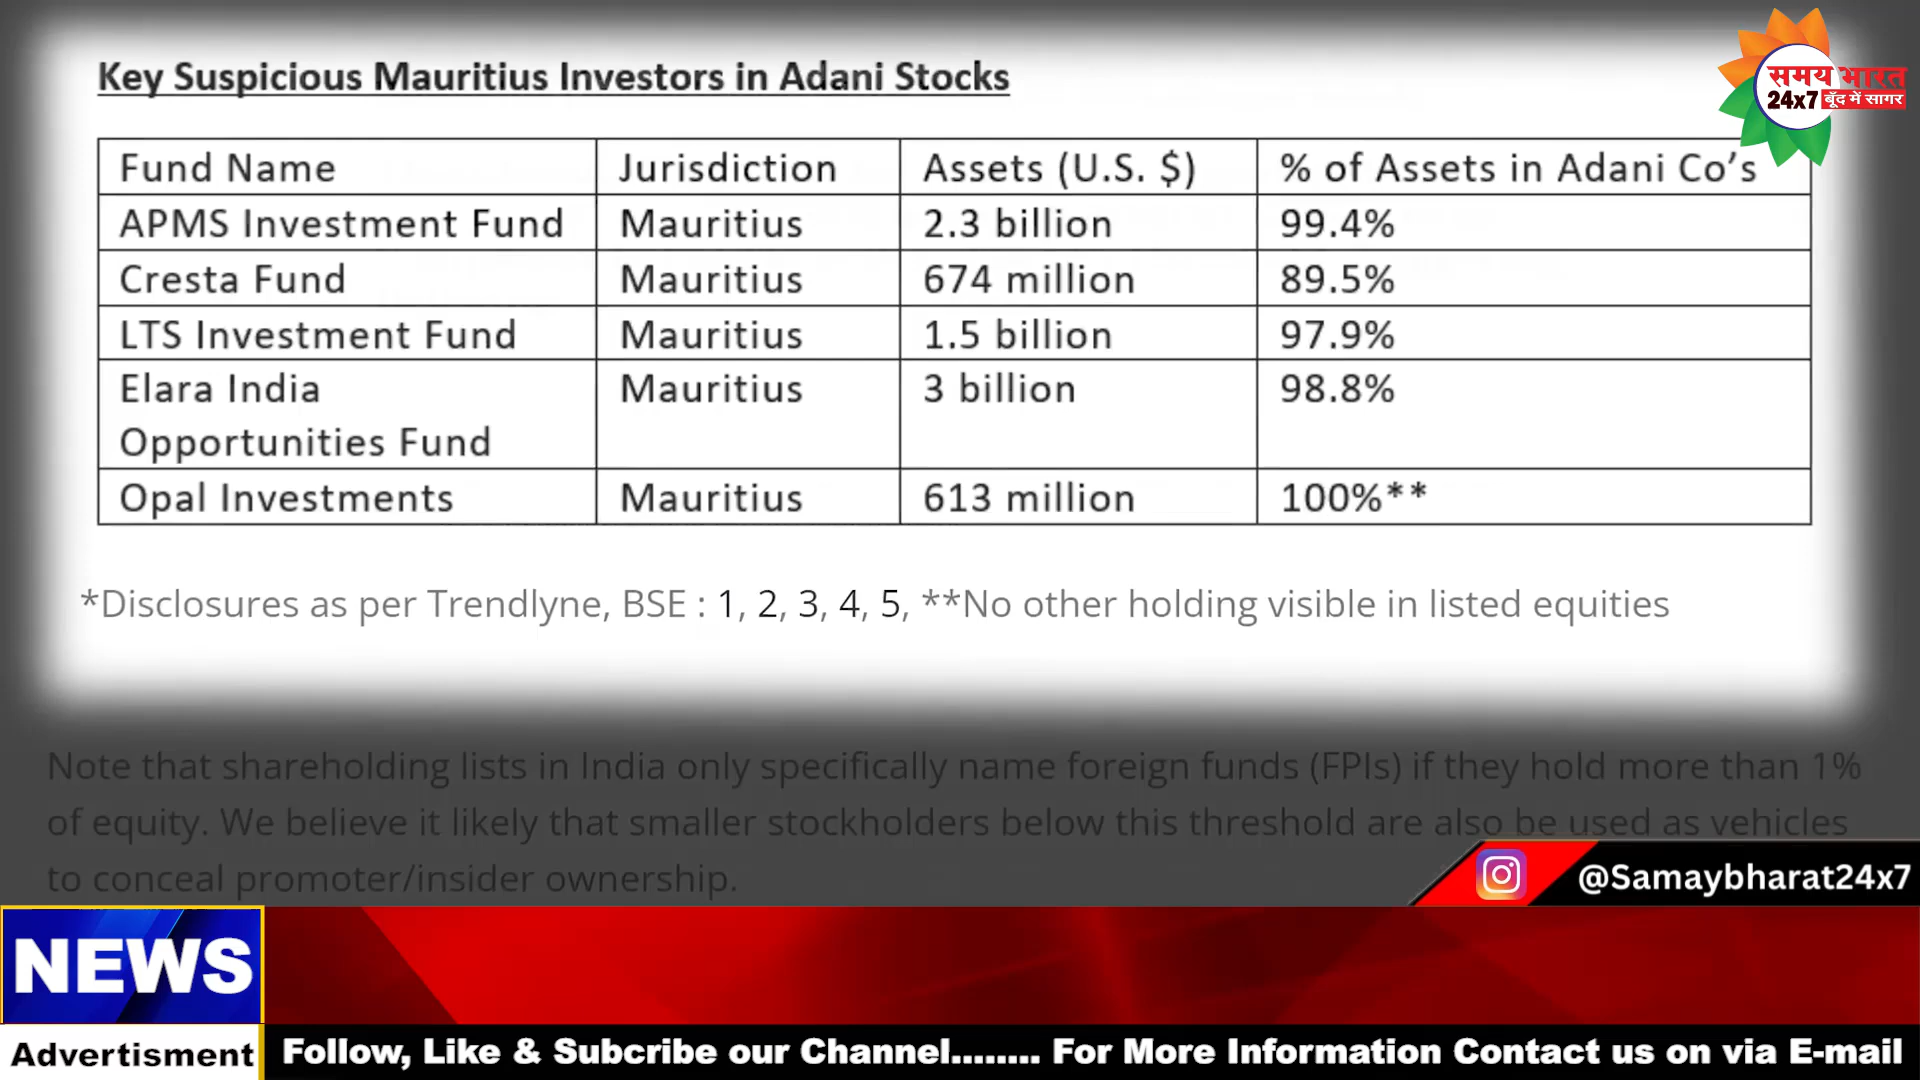 Key Suspicious Mauritius Investors in Adani Stocks
समय भारत
24x7 बूँद में सागर
Fund Name Jurisdiction Assets (U.S. $) % of Assets in Adani Co’s
APMS Investment Fund Mauritius 2.3 billion 99.4%
Cresta Fund Mauritius 674 million 89.5%
LTS Investment Fund Mauritius 1.5 billion 97.9%
Elara India Mauritius 3 billion 98.8%
Opportunities Fund
Opal Investments Mauritius 613 million 100%**
*Disclosures as per Trendlyne, BSE : 1, 2, 3, 4, 5, **No other holding visible in listed equities
Note that shareholding lists in India only specifically name foreign funds (FPIs) if they hold more than 1%
of equity. We believe it likely that smaller stockholders below this threshold are also be used as vehicles
to conceal promoter/insider ownership.
@Samaybharat24x7
NEWS
Advertisment Follow, Like & Subcribe our Channel........ For More Information Contact us on via E-mail